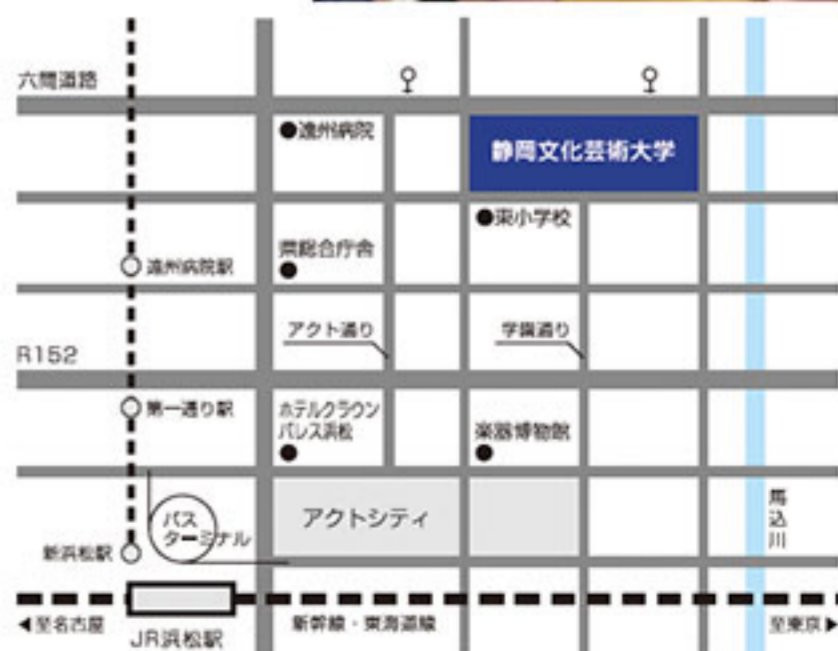 六間道路
●遠州病院
静岡文化芸術大学
●東小学校
県総合庁舎
遠州病院駅
アクト通り
学園通り
R152
第一通り駅
ホテルクラウン
パレス浜松
楽器博物館
バス
ターミナル
アクトシティ
馬込川
新浜松駅
◀至名古屋
JR浜松駅
新幹線・東海道線
至東京▶